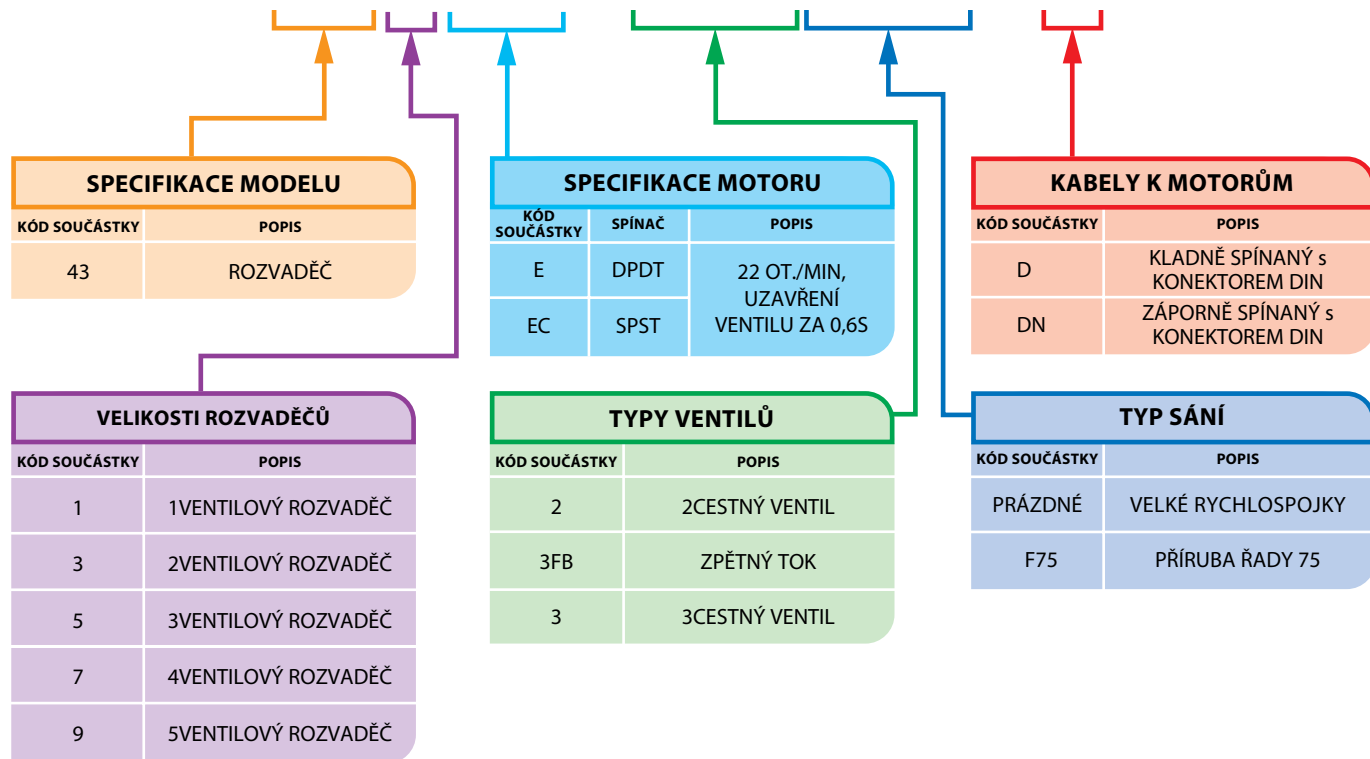 SPECIFIKACE MODELU
KÓD SOUČÁSTKY POPIS
43 ROZVADĚČ
SPECIFIKACE MOTORU
KÓD SOUČÁSTKY SPÍNAČ POPIS
E DPDT 22 OT./MIN,
UZAVŘENÍ
EC SPST VENTILU ZA 0,6S
KABELY K MOTORŮM
KÓD SOUČÁSTKY POPIS
D KLADNĚ SPÍNANÝ s
KONEKTOREM DIN
DN ZÁPORNĚ SPÍNANÝ s
KONEKTOREM DIN
VELIKOSTI ROZVADĚČŮ
KÓD SOUČÁSTKY POPIS
1 1VENTILOVÝ ROZVADĚČ
3 2VENTILOVÝ ROZVADĚČ
5 3VENTILOVÝ ROZVADĚČ
7 4VENTILOVÝ ROZVADĚČ
9 5VENTILOVÝ ROZVADĚČ
TYPY VENTILŮ
KÓD SOUČÁSTKY POPIS
2 2CESTNÝ VENTIL
3FB ZPĚTNÝ TOK
3 3CESTNÝ VENTIL
TYP SÁNÍ
KÓD SOUČÁSTKY POPIS
PRÁZDNÉ VELKÉ RYCHLOSPOJKY
F75 PŘÍRUBA ŘADY 75